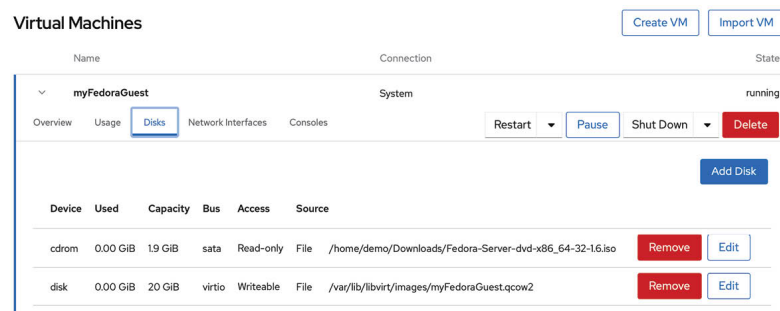 Virtual Machines Create VM Import VM
Name Connection State
myFedoraGuest System running
Overview Usage Disks Network Interfaces Consoles Restart Pause Shut Down Delete
Add Disk
Device Used Capacity Bus Access Source
cdrom 0.00 GiB 1.9 GiB sata Read-only File /home/demo/Downloads/Fedora-Server-dvd-x86_64-32-1.6.iso Remove Edit
disk 0.00 GiB 20 GiB virtio Writeable File /var/lib/libvirt/images/myFedoraGuest.qcow2 Remove Edit